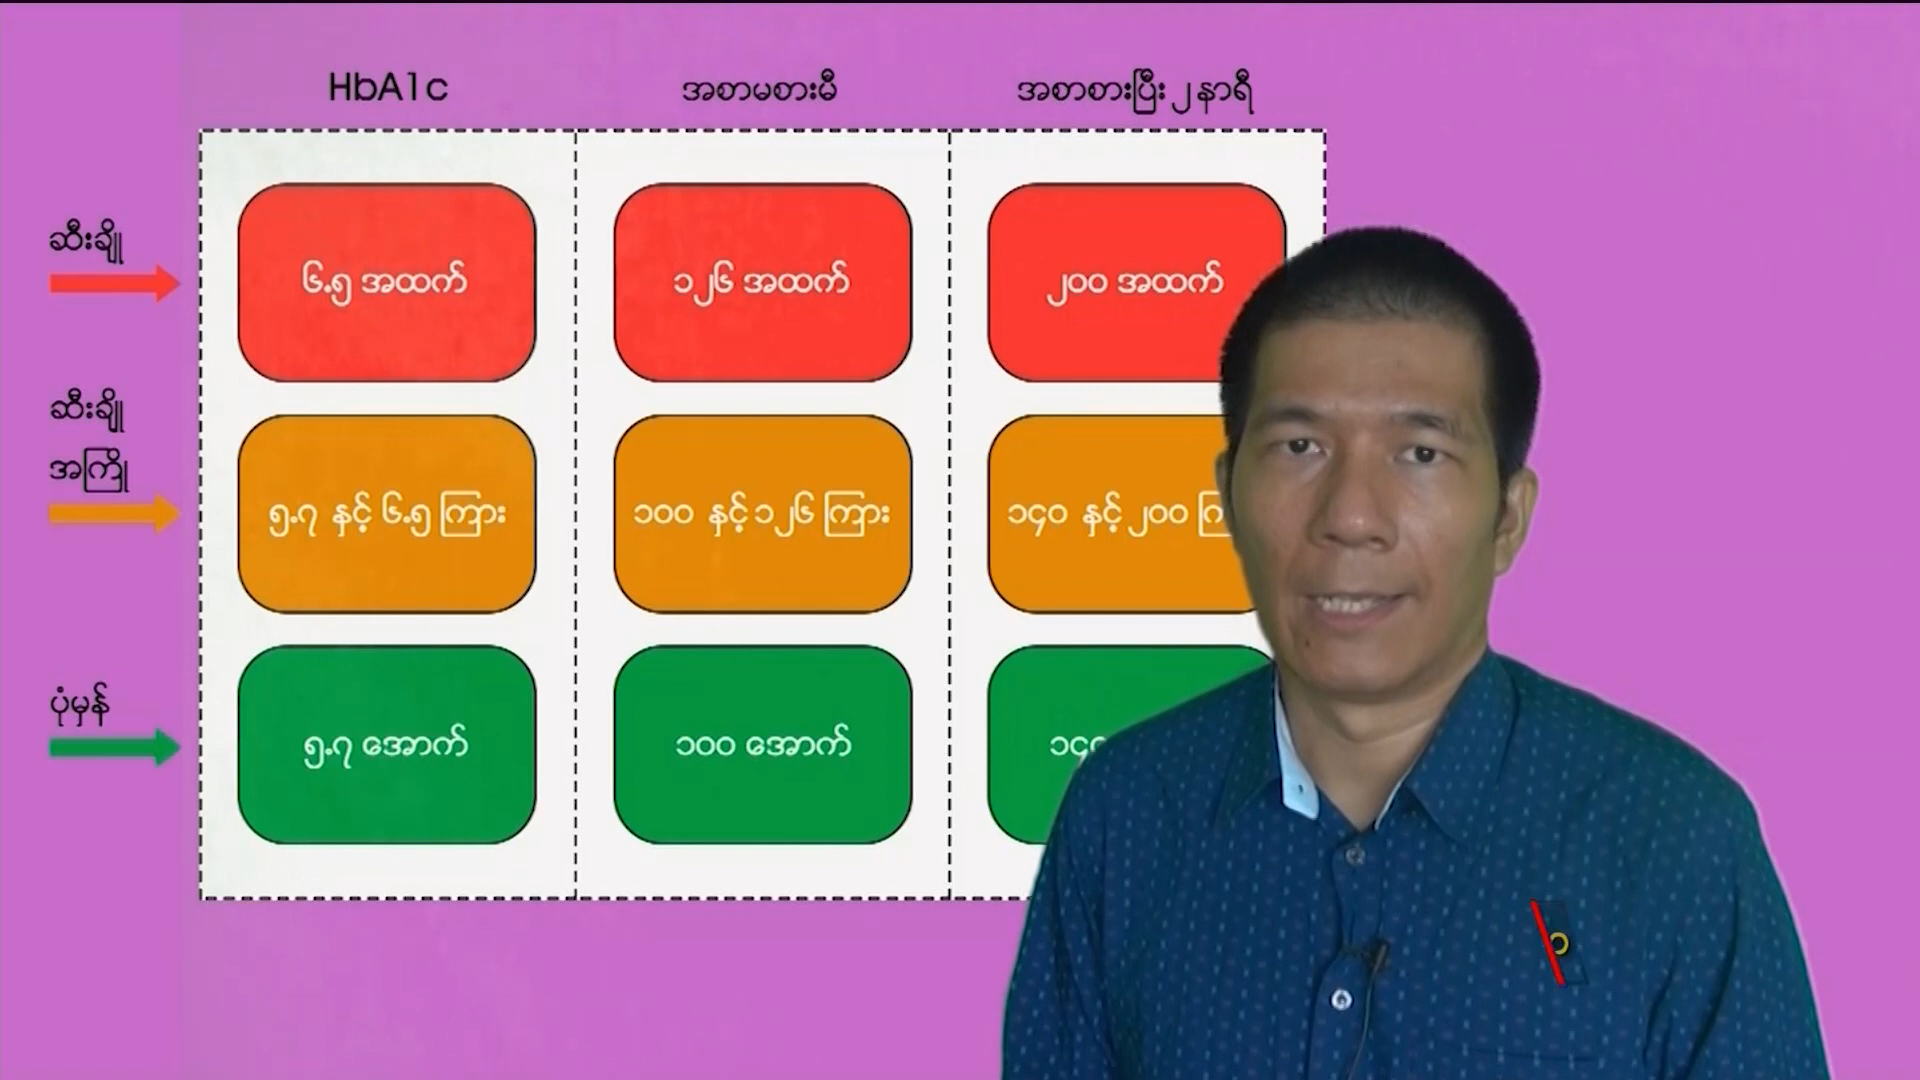 HbA1c
အစာမစားမီ
အစာစားပြီး ၂ နာရီ
ဆီးချို
၆.၅ အထက်
၁၂၆ အထက်
၂၀၀ အထက်
ဆီးချို
အကြို
၅.၇ နှင့် ၆.၅ ကြား
၁၀၀ နှင့် ၁၂၆ ကြား
၁၄၀ နှင့် ၂၀၀
ပုံမှန်
၅.၇ အောက်
၁၀၀ အောက်